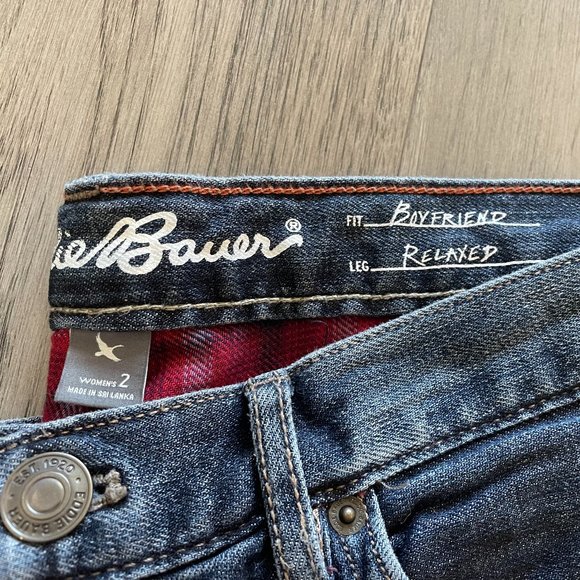 ie Bauer®
FIT BOYFRIEND
LEG RELAXED
WOMEN'S 2
MADE IN SRI LANKA
EST. 1920
EDDIE BAUER